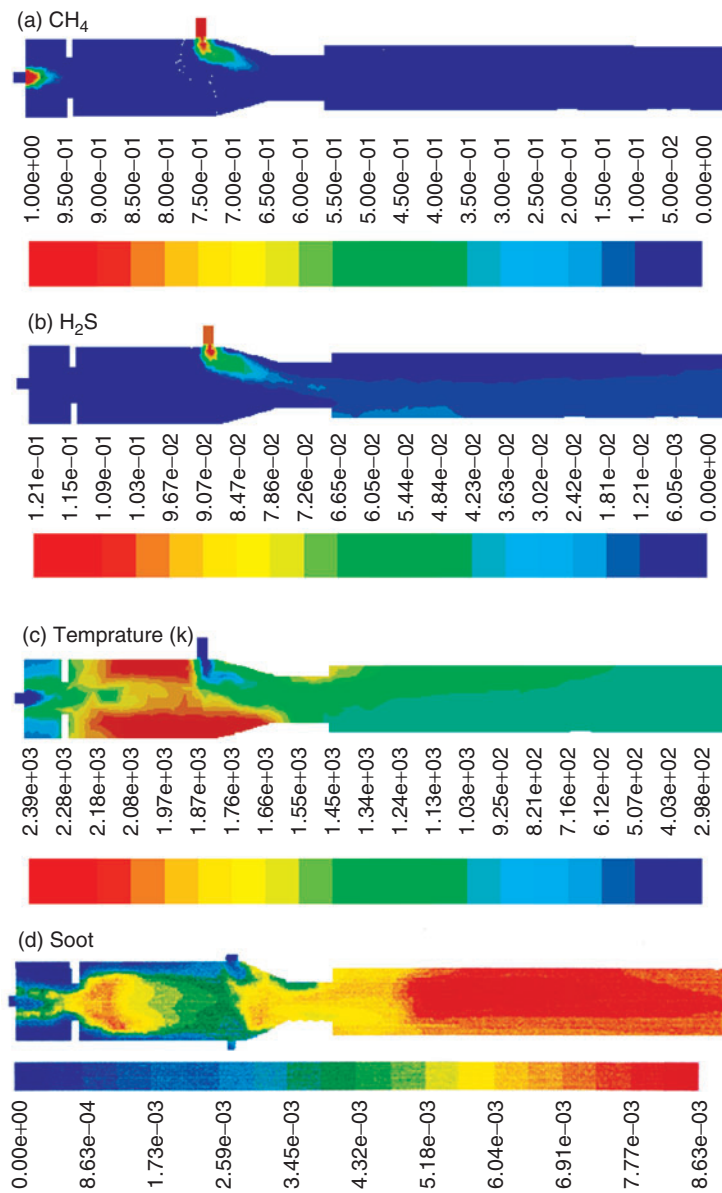 (a) CH4
1.00e+00
9.50e−01
9.00e−01
8.50e−01
8.00e−01
7.50e−01
7.00e−01
6.50e−01
6.00e−01
5.50e−01
5.00e−01
4.50e−01
4.00e−01
3.50e−01
3.00e−01
2.50e−01
2.00e−01
1.50e−01
1.00e−01
5.00e−02
0.00e+00
(b) H2S
1.21e−01
1.15e−01
1.09e−01
1.03e−01
9.67e−02
9.07e−02
8.47e−02
7.86e−02
7.26e−02
6.65e−02
6.05e−02
5.44e−02
4.84e−02
4.23e−02
3.63e−02
3.02e−02
2.42e−02
1.81e−02
1.21e−02
6.05e−03
0.00e+00
(c) Temprature (k)
2.39e+03
2.28e+03
2.18e+03
2.08e+03
1.97e+03
1.87e+03
1.76e+03
1.66e+03
1.55e+03
1.45e+03
1.34e+03
1.24e+03
1.13e+03
1.03e+03
9.25e+02
8.21e+02
7.16e+02
6.12e+02
5.07e+02
4.03e+02
2.98e+02
(d) Soot
0.00e+00
8.63e−04
1.73e−03
2.59e−03
3.45e−03
4.32e−03
5.18e−03
6.04e−03
6.91e−03
7.77e−03
8.63e−03